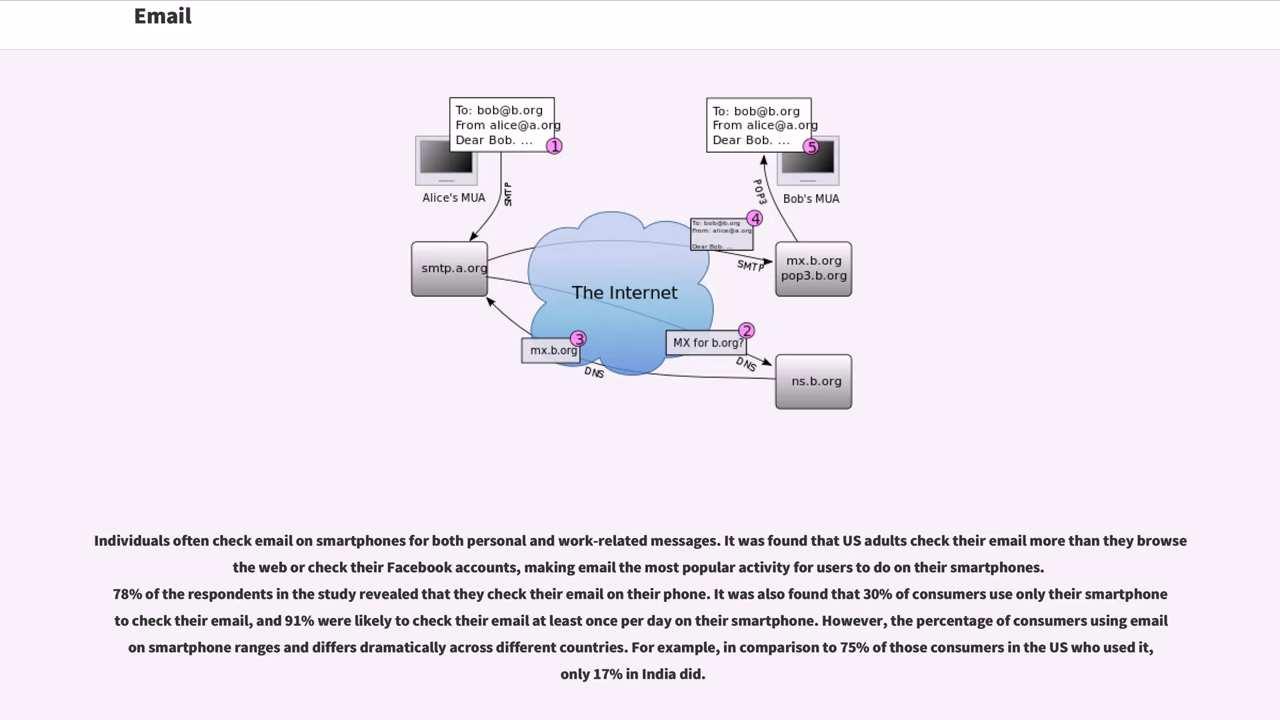 Email
To: bob@b.org
From alice@a.org
Dear Bob. ...
1
Alice's MUA
SMTP
To: bob@b.org
From alice@a.org
Dear Bob. ...
5
Bob's MUA
POP3
To: bob@b.org
From: alice@a.org
Dear Bob. ...
4
SMTP
smtp.a.org
mx.b.org
pop3.b.org
The Internet
mx.b.org
3
DNS
MX for b.org?
2
DNS
ns.b.org
Individuals often check email on smartphones for both personal and work-related messages. It was found that US adults check their email more than they browse
the web or check their Facebook accounts, making email the most popular activity for users to do on their smartphones.
78% of the respondents in the study revealed that they check their email on their phone. It was also found that 30% of consumers use only their smartphone
to check their email, and 91% were likely to check their email at least once per day on their smartphone. However, the percentage of consumers using email
on smartphone ranges and differs dramatically across different countries. For example, in comparison to 75% of those consumers in the US who used it,
only 17% in India did.